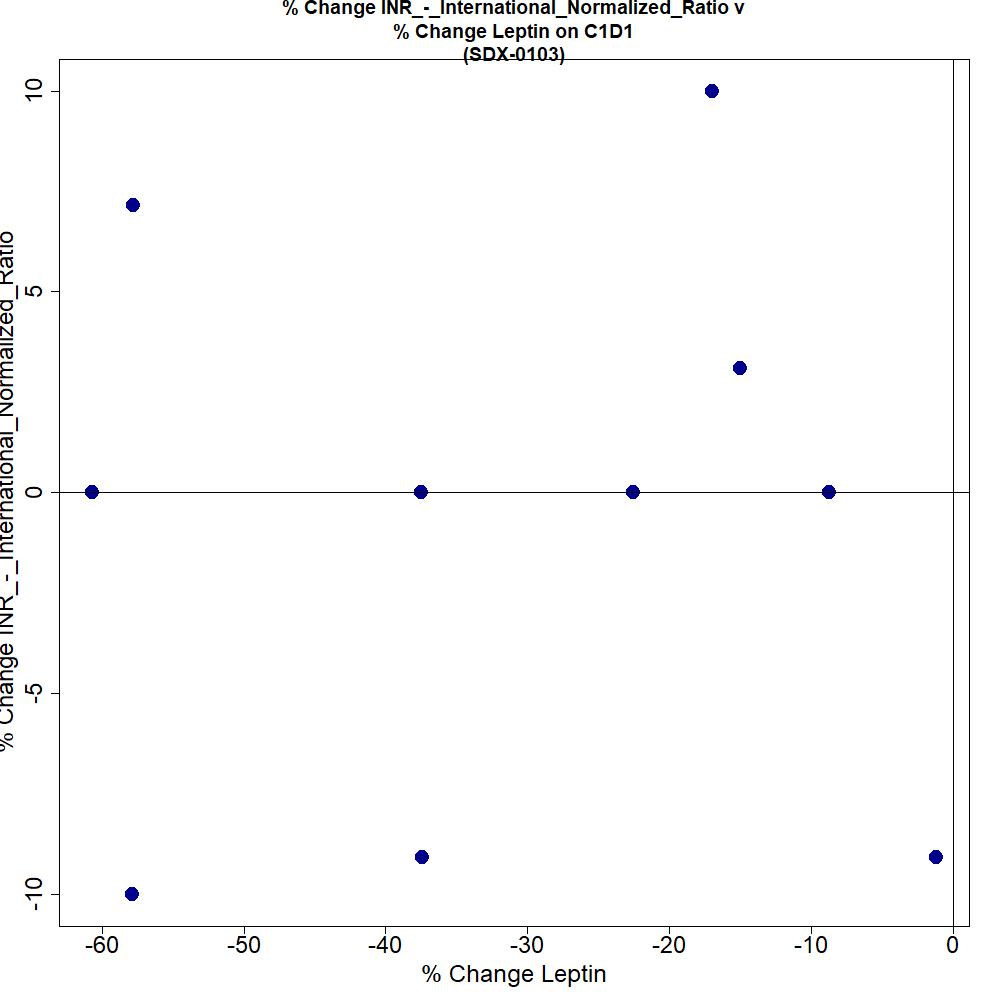 % Change INR_-_International_Normalized_Ratio v
% Change Leptin on C1D1
(SDX-0103)
% Change INR_-_International_Normalized_Ratio
10
5
0
-5
-10
-60 -50 -40 -30 -20 -10 0
% Change Leptin